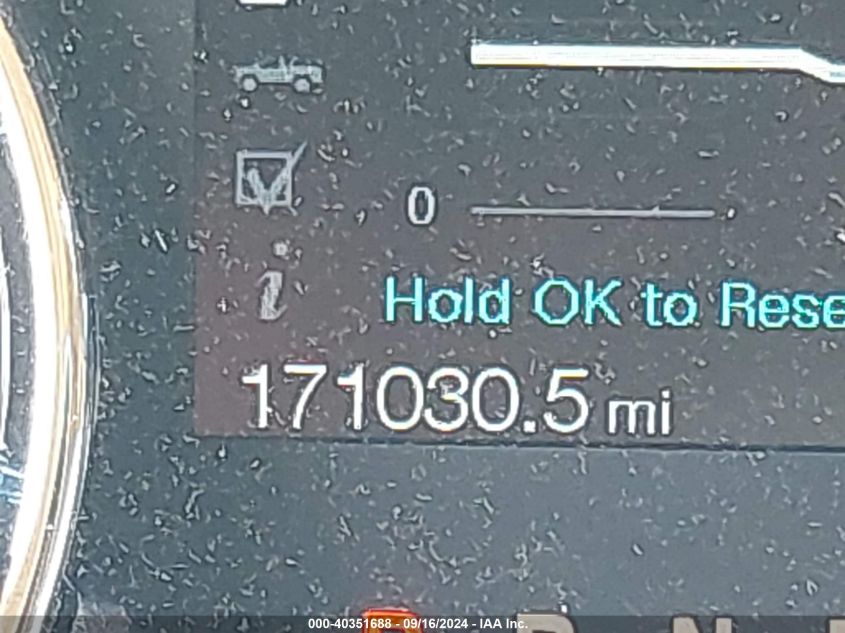 0
i
Hold OK to Rese
171030.5 mi
P R N
000-40351688 - 09/16/2024 - IAA Inc.